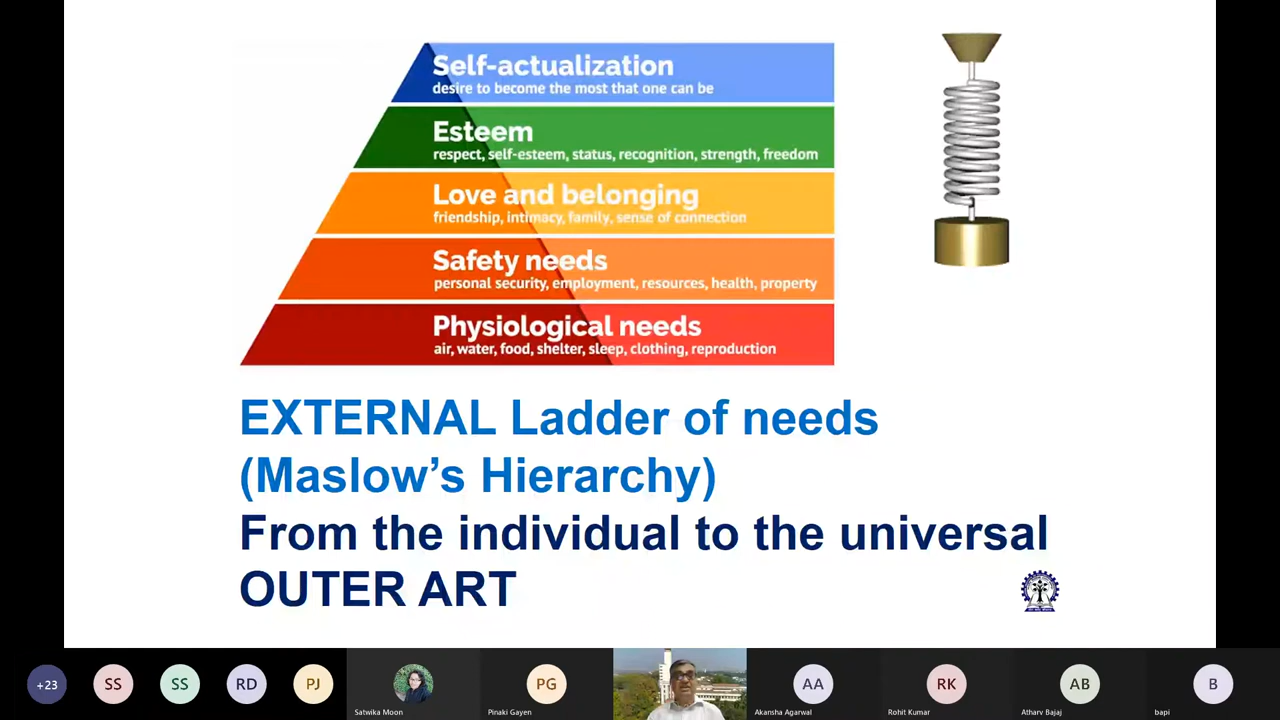 Self-actualization
desire to become the most that one can be
Esteem
respect, self-esteem, status, recognition, strength, freedom
Love and belonging
friendship, intimacy, family, sense of connection
Safety needs
personal security, employment, resources, health, property
Physiological needs
air, water, food, shelter, sleep, clothing, reproduction
EXTERNAL Ladder of needs
(Maslow’s Hierarchy)
From the individual to the universal
OUTER ART
+23
SS
SS
RD
PJ
Satwika Moon
PG
Pinaki Gayen
AA
Akansha Agarwal
RK
Rohit Kumar
AB
Atharv Bajaj
B
bapi